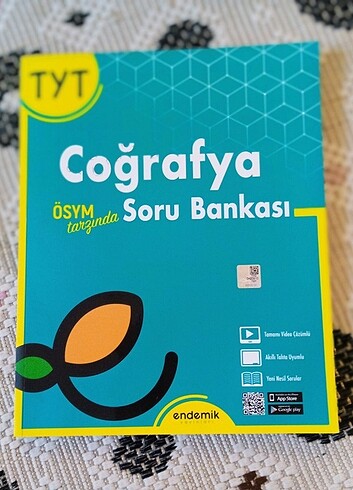 TYT
Coğrafya
ÖSYM tarzında Soru Bankası
Tamamı Video Çözümlü
Akıllı Tahta Uyumlu
Yeni Nesil Sorular
App Store
Google play
endemik